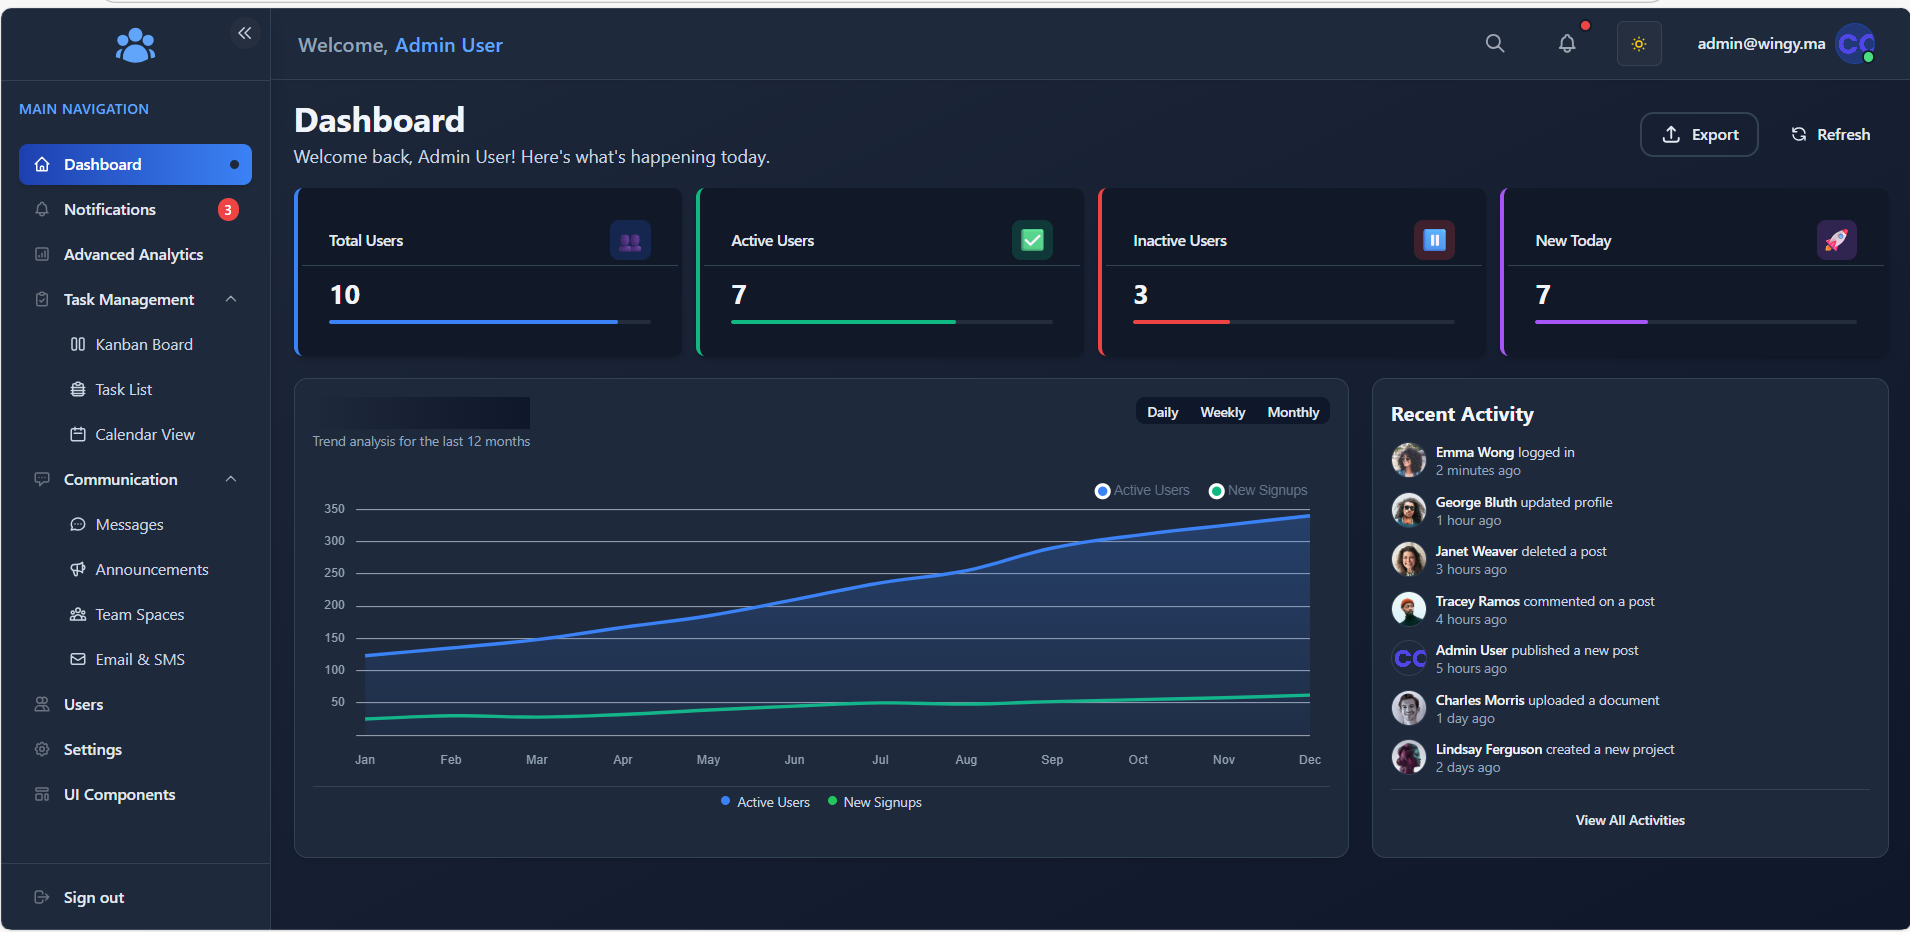 Welcome, Admin User
admin@wingy.ma
MAIN NAVIGATION
Dashboard
Notifications
3
Advanced Analytics
Task Management
Kanban Board
Task List
Calendar View
Communication
Messages
Announcements
Team Spaces
Email & SMS
Users
Settings
UI Components
Sign out
Dashboard
Welcome back, Admin User! Here's what's happening today.
Export
Refresh
Total Users
10
Active Users
7
Inactive Users
3
New Today
7
Trend analysis for the last 12 months
Daily Weekly Monthly
Active Users New Signups
350
300
250
200
150
100
50
Jan Feb Mar Apr May Jun Jul Aug Sep Oct Nov Dec
Active Users New Signups
Recent Activity
Emma Wong logged in
2 minutes ago
George Bluth updated profile
1 hour ago
Janet Weaver deleted a post
3 hours ago
Tracey Ramos commented on a post
4 hours ago
Admin User published a new post
5 hours ago
Charles Morris uploaded a document
1 day ago
Lindsay Ferguson created a new project
2 days ago
View All Activities